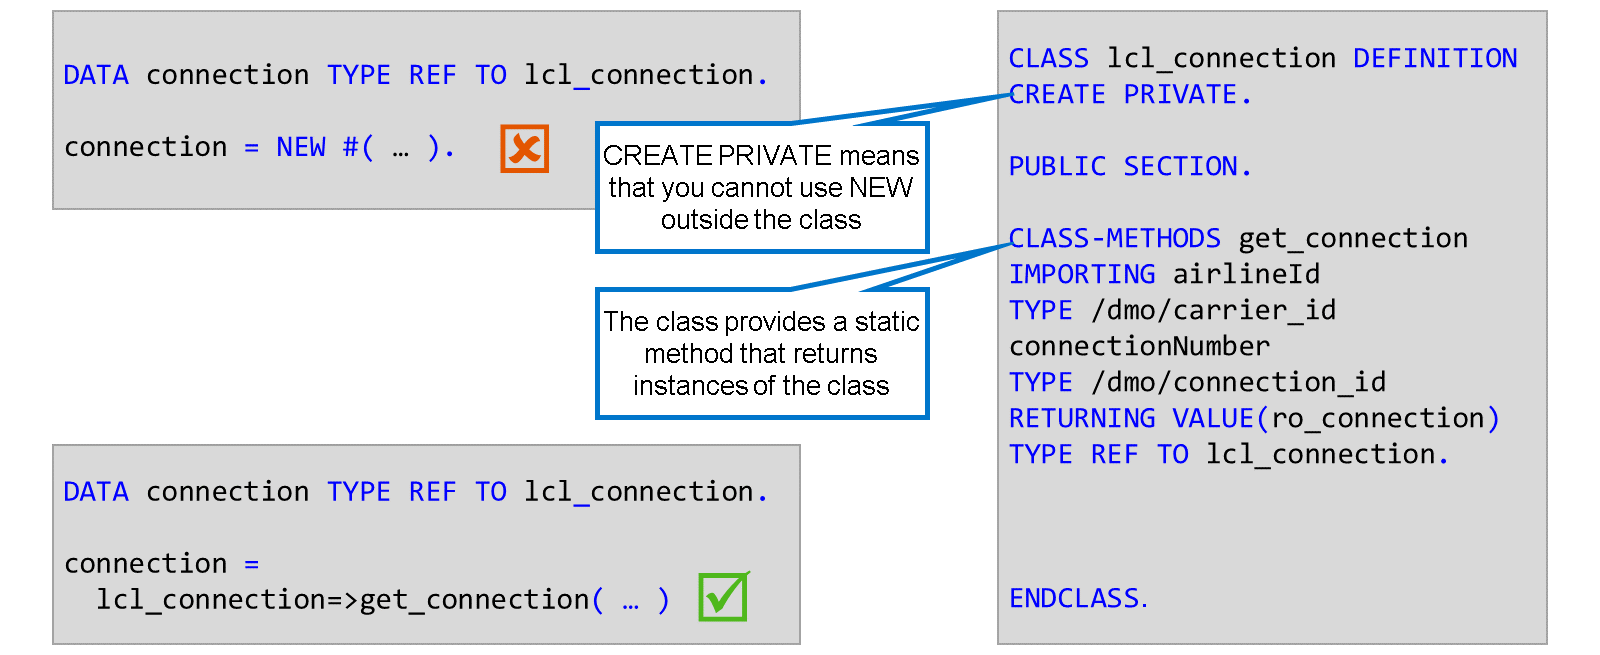 DATA connection TYPE REF TO lcl_connection.
connection = NEW #( … ).
CREATE PRIVATE means
that you cannot use NEW
outside the class
The class provides a static
method that returns
instances of the class
DATA connection TYPE REF TO lcl_connection.
connection =
lcl_connection=>get_connection( … )
CLASS lcl_connection DEFINITION
CREATE PRIVATE.
PUBLIC SECTION.
CLASS-METHODS get_connection
IMPORTING airlineId
TYPE /dmo/carrier_id
connectionNumber
TYPE /dmo/connection_id
RETURNING VALUE(ro_connection)
TYPE REF TO lcl_connection.
ENDCLASS.